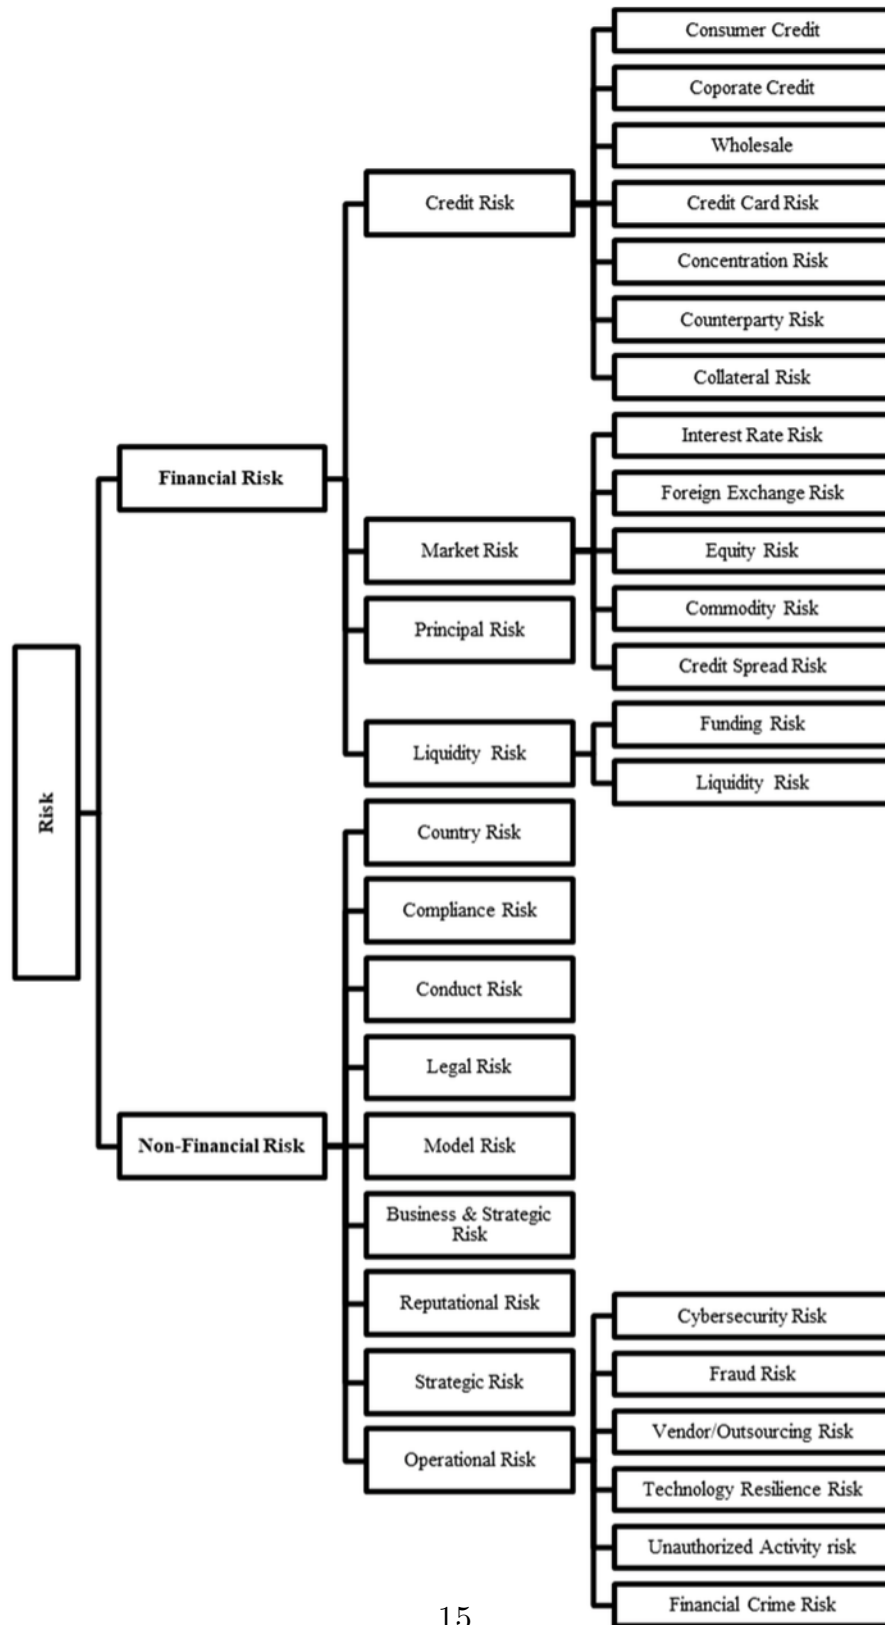 Consumer Credit
Coporate Credit
Wholesale
Credit Risk
Credit Card Risk
Concentration Risk
Counterparty Risk
Collateral Risk
Interest Rate Risk
Financial Risk
Foreign Exchange Risk
Market Risk
Equity Risk
Commodity Risk
Principal Risk
Credit Spread Risk
Funding Risk
Liquidity Risk
Liquidity Risk
Risk
Country Risk
Compliance Risk
Conduct Risk
Legal Risk
Non-Financial Risk
Model Risk
Business & Strategic
Risk
Reputational Risk
Strategic Risk
Operational Risk
Cybersecurity Risk
Fraud Risk
Vendor/Outsourcing Risk
Technology Resilience Risk
Unauthorized Activity risk
Financial Crime Risk
15